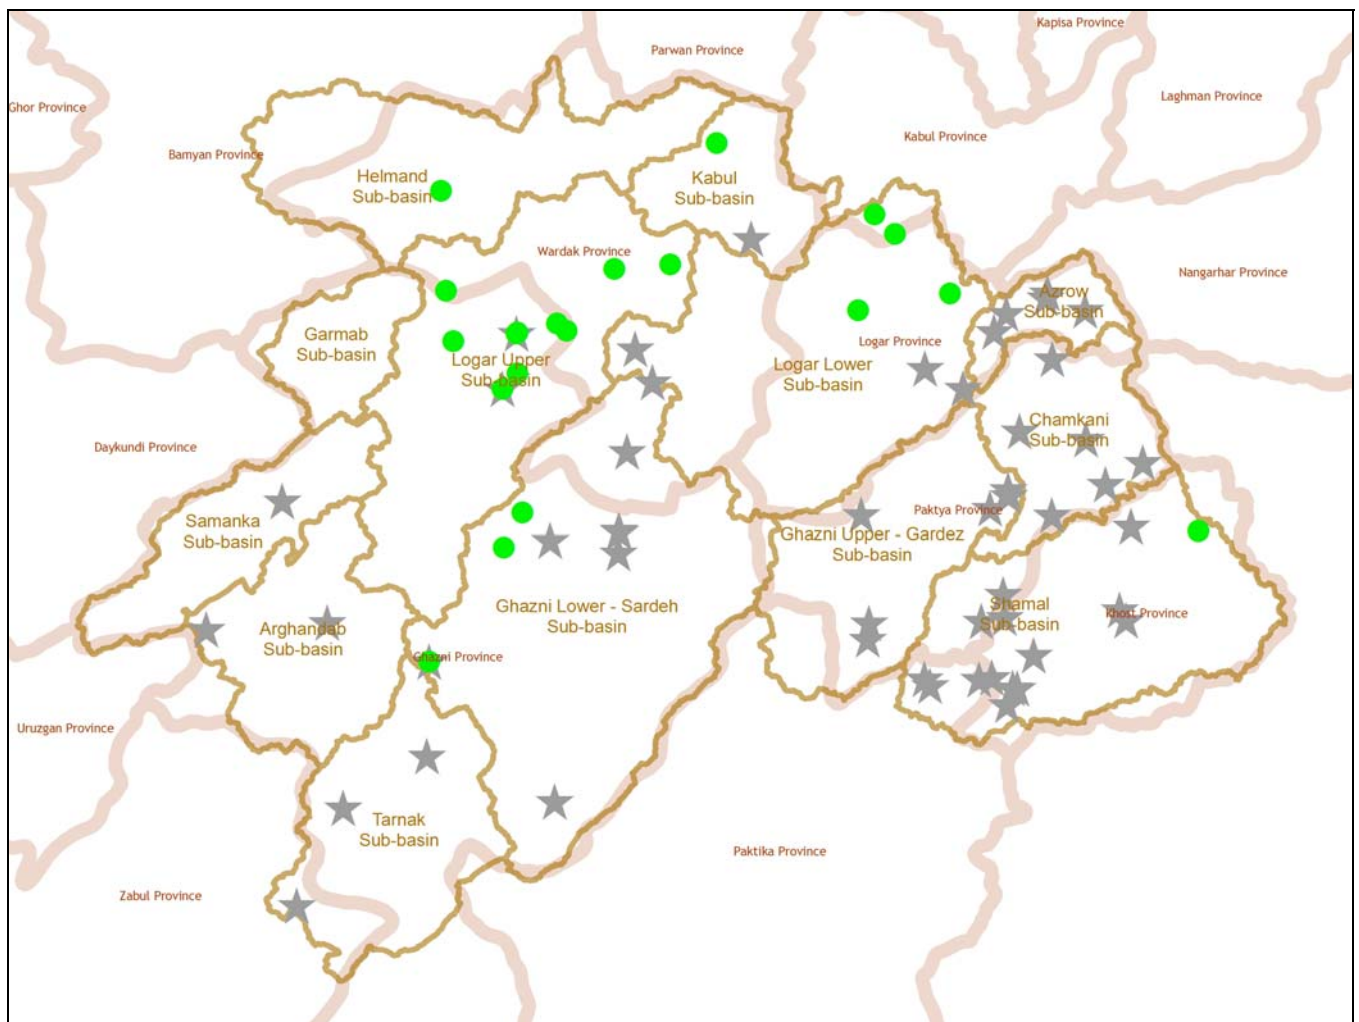 Kapisa Province
Parwan Province
Laghman Province
Ghor Province
Kabul Province
Bamyan Province
Helmand
Sub-basin
Kabul
Sub-basin
Wardak Province
Nangarhar Province
Azrow
Sub-basin
Garmab
Sub-basin
Logar Province
Logar Upper
Sub-basin
Logar Lower
Sub-basin
Chamkani
Sub-basin
Daykundi Province
Samanka
Sub-basin
Paktya Province
Ghazni Upper - Gardez
Sub-basin
Ghazni Lower - Sardeh
Sub-basin
Shamal
Sub-basin
Khost Province
Arghandab
Sub-basin
Ghazni Province
Uruzgan Province
Tarnak
Sub-basin
Paktika Province
Zabul Province